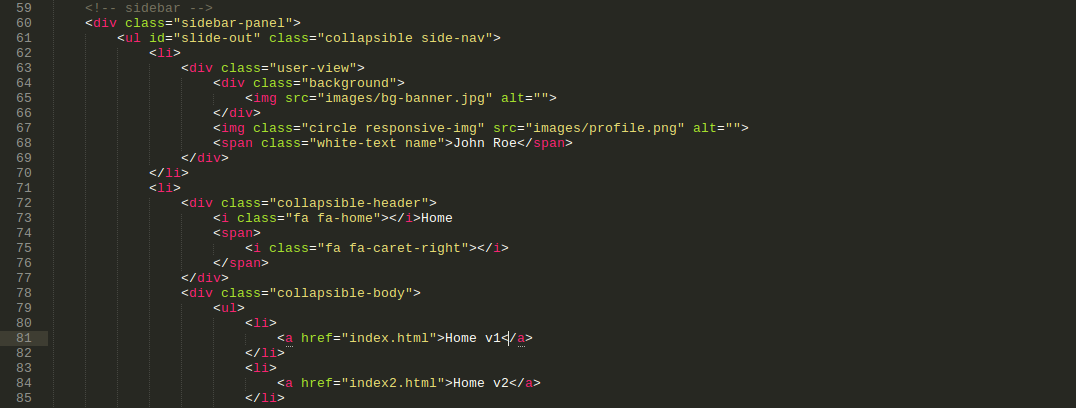 59 <!-- sidebar -->
60 <div class="sidebar-panel">
61 <ul id="slide-out" class="collapsible side-nav">
62 <li>
63 <div class="user-view">
64 <div class="background">
65 <img src="images/bg-banner.jpg" alt="">
66 </div>
67 <img class="circle responsive-img" src="images/profile.png" alt="">
68 <span class="white-text name">John Roe</span>
69 </div>
70 </li>
71 <li>
72 <div class="collapsible-header">
73 <i class="fa fa-home"></i>Home
74 <span>
75 <i class="fa fa-caret-right"></i>
76 </span>
77 </div>
78 <div class="collapsible-body">
79 <ul>
80 <li>
81 <a href="index.html">Home v1</a>
82 </li>
83 <li>
84 <a href="index2.html">Home v2</a>
85 </li>